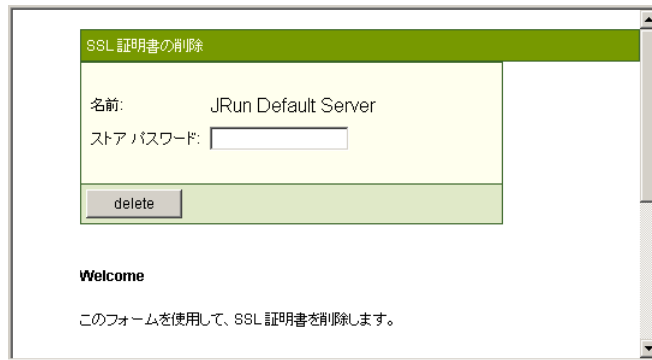 SSL 証明書の削除
名前: JRun Default Server
ストア パスワード:
delete
Welcome
このフォームを使用して、SSL 証明書を削除します。